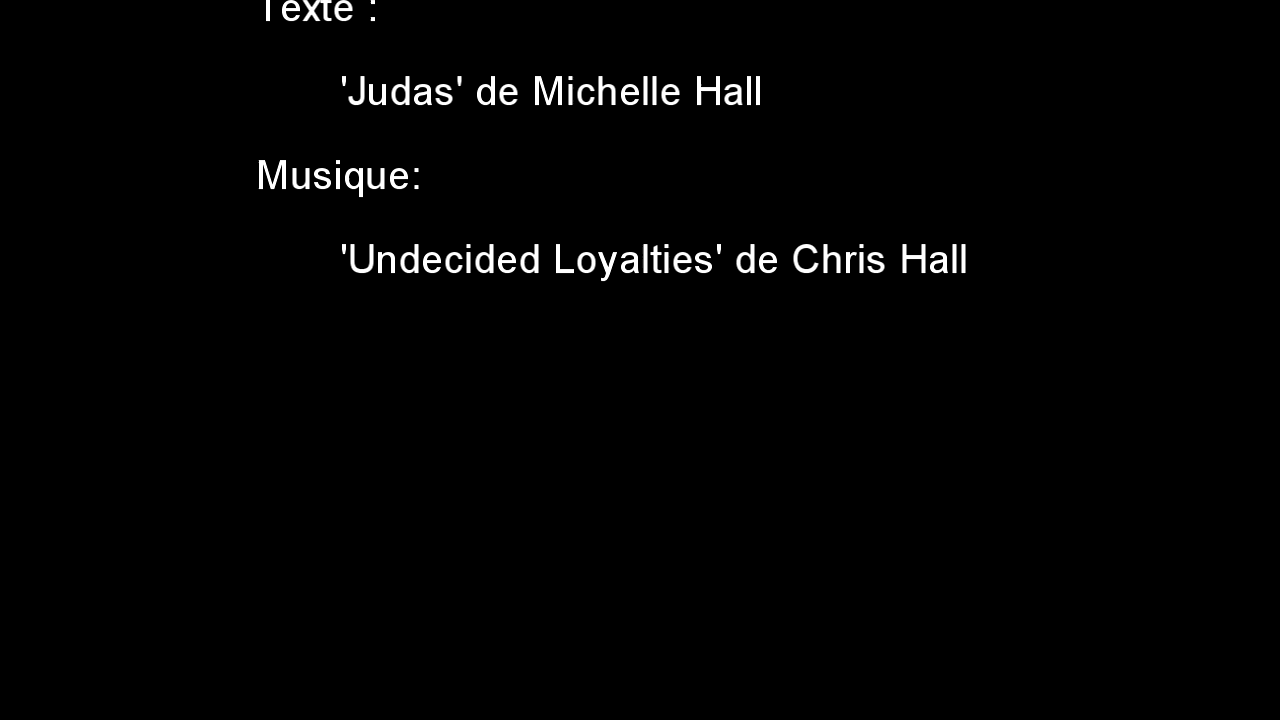 Texte :
'Judas' de Michelle Hall
Musique:
'Undecided Loyalties' de Chris Hall